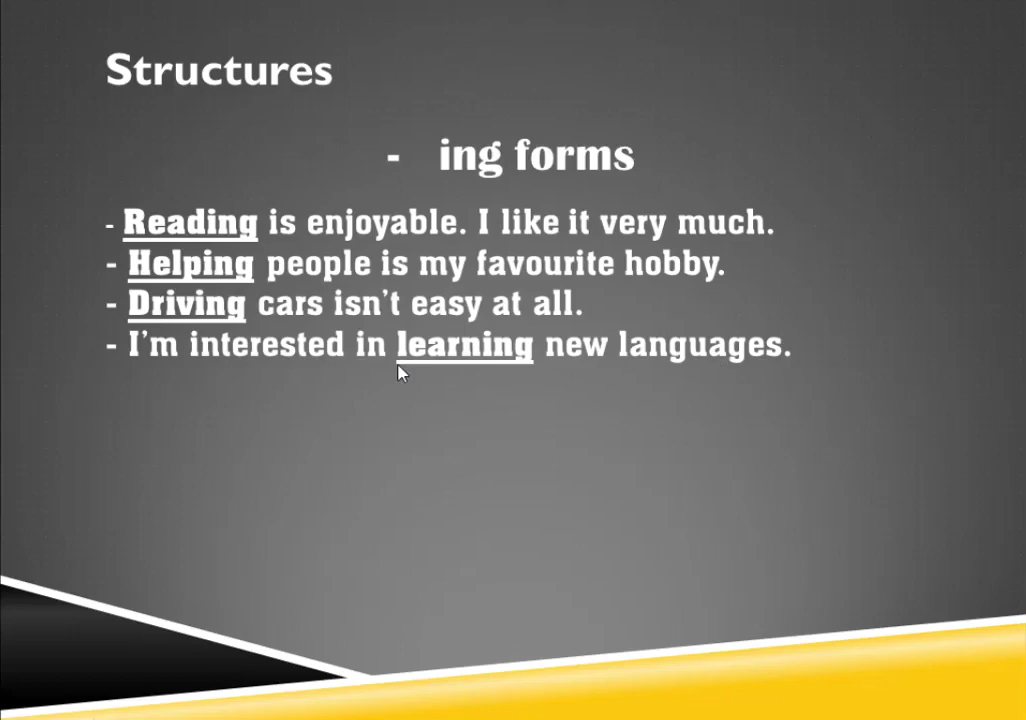 Structures
- ing forms
- Reading is enjoyable. I like it very much.
- Helping people is my favourite hobby.
- Driving cars isn’t easy at all.
- I’m interested in learning new languages.